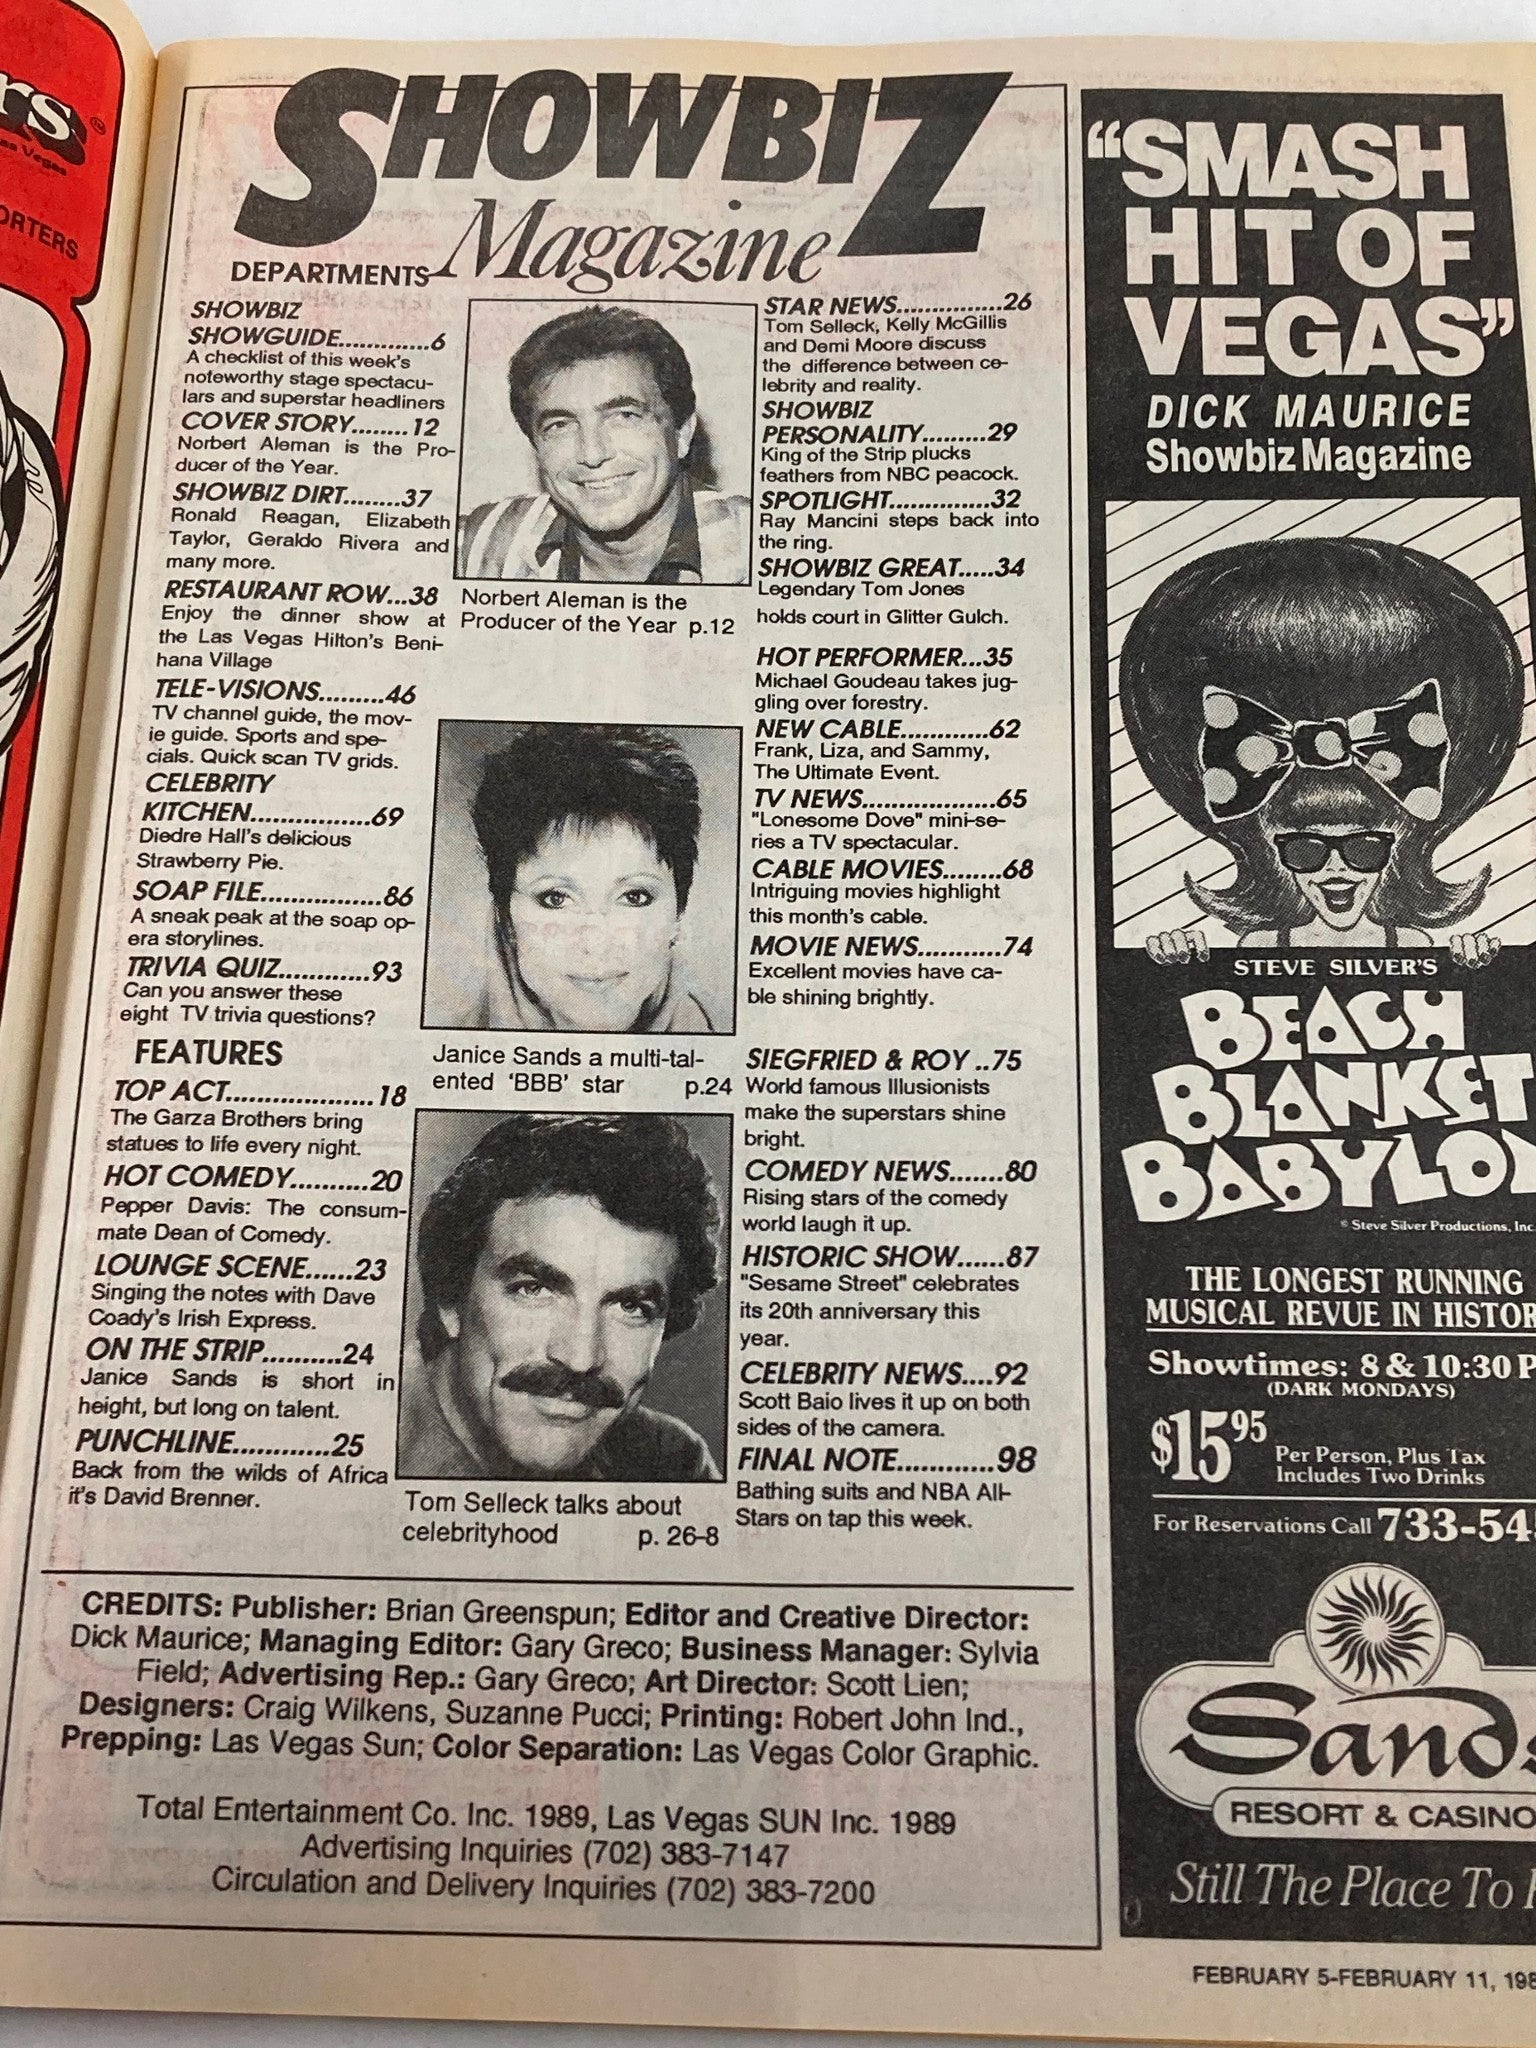 rs
as Vegas
ORTERS
SHOWBIZ
Magazine
DEPARTMENTS
SHOWBIZ
SHOWGUIDE.............6
A checklist of this week's
noteworthy stage spectacu-
lars and superstar headliners
COVER STORY........12
Norbert Aleman is the Pro-
ducer of the Year.
SHOWBIZ DIRT........37
Ronald Reagan, Elizabeth
Taylor, Geraldo Rivera and
many more.
RESTAURANT ROW...38
Enjoy the dinner show at
the Las Vegas Hilton's Beni-
hana Village
TELE-VISIONS.........46
TV channel guide, the mov-
ie guide. Sports and spe-
cials. Quick scan TV grids.
CELEBRITY
KITCHEN................69
Diedre Hall's delicious
Strawberry Pie.
SOAP FILE................86
A sneak peak at the soap op-
era storylines.
TRIVIA QUIZ............93
Can you answer these
eight TV trivia questions?
FEATURES
TOP ACT....................18
The Garza Brothers bring
statues to life every night.
HOT COMEDY..........20
Pepper Davis: The consum-
mate Dean of Comedy.
LOUNGE SCENE......23
Singing the notes with Dave
Coady's Irish Express.
ON THE STRIP..........24
Janice Sands is short in
height, but long on talent.
PUNCHLINE............25
Back from the wilds of Africa
it's David Brenner.
Norbert Aleman is the
Producer of the Year p.12
Janice Sands a multi-tal-
ented 'BBB' star p.24
Tom Selleck talks about
celebrityhood p. 26-8
STAR NEWS...............26
Tom Selleck, Kelly McGillis
and Demi Moore discuss
the difference between ce-
lebrity and reality.
SHOWBIZ
PERSONALITY.........29
King of the Strip plucks
feathers from NBC peacock.
SPOTLIGHT...............32
Ray Mancini steps back into
the ring.
SHOWBIZ GREAT.....34
Legendary Tom Jones
holds court in Glitter Gulch.
HOT PERFORMER...35
Michael Goudeau takes jug-
gling over forestry.
NEW CABLE............62
Frank, Liza, and Sammy,
The Ultimate Event.
TV NEWS...................65
"Lonesome Dove" mini-se-
ries a TV spectacular.
CABLE MOVIES........68
Intriguing movies highlight
this month's cable.
MOVIE NEWS...........74
Excellent movies have ca-
ble shining brightly.
SIEGFRIED & ROY ..75
World famous Illusionists
make the superstars shine
bright.
COMEDY NEWS.......80
Rising stars of the comedy
world laugh it up.
HISTORIC SHOW......87
"Sesame Street" celebrates
its 20th anniversary this
year.
CELEBRITY NEWS....92
Scott Baio lives it up on both
sides of the camera.
FINAL NOTE............98
Bathing suits and NBA All-
Stars on tap this week.
CREDITS: Publisher: Brian Greenspun; Editor and Creative Director:
Dick Maurice; Managing Editor: Gary Greco; Business Manager: Sylvia
Field; Advertising Rep.: Gary Greco; Art Director: Scott Lien;
Designers: Craig Wilkens, Suzanne Pucci; Printing: Robert John Ind.,
Prepping: Las Vegas Sun; Color Separation: Las Vegas Color Graphic.
Total Entertainment Co. Inc. 1989, Las Vegas SUN Inc. 1989
Advertising Inquiries (702) 383-7147
Circulation and Delivery Inquiries (702) 383-7200
"SMASH
HIT OF
VEGAS"
DICK MAURICE
Showbiz Magazine
STEVE SILVER'S
BEACH
BLANKET
BABYLO
© Steve Silver Productions, Inc
THE LONGEST RUNNING
MUSICAL REVUE IN HISTOR
Showtimes: 8 & 10:30 P
(DARK MONDAYS)
$15 95
Per Person, Plus Tax
Includes Two Drinks
For Reservations Call 733-54
Sands
RESORT & CASINO
Still The Place To
FEBRUARY 5-FEBRUARY 11, 198